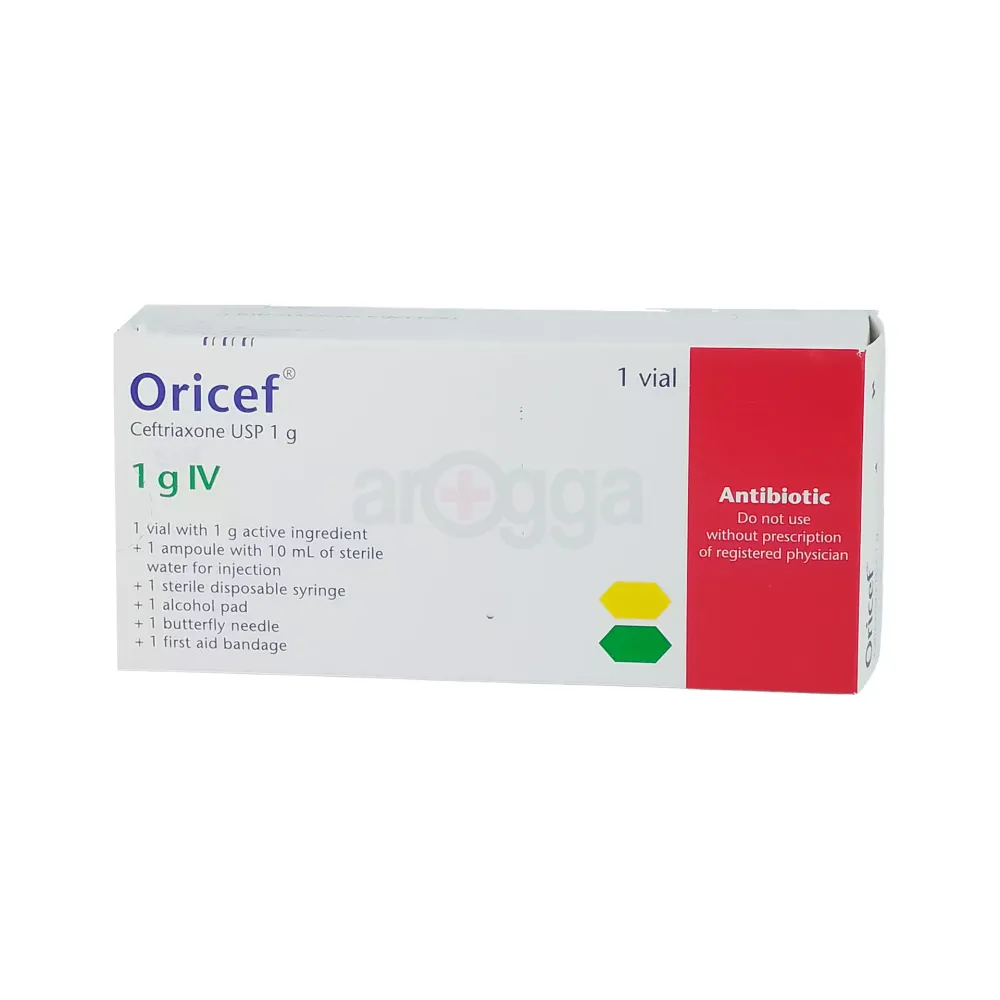 Oricef®
Ceftriaxone USP 1 g
1 g IV
1 vial with 1 g active ingredient
+ 1 ampoule with 10 mL of sterile
water for injection
+ 1 sterile disposable syringe
+ 1 alcohol pad
+ 1 butterfly needle
+ 1 first aid bandage
1 vial
Antibiotic
Do not use
without prescription
of registered physician
arogga
Oricef®